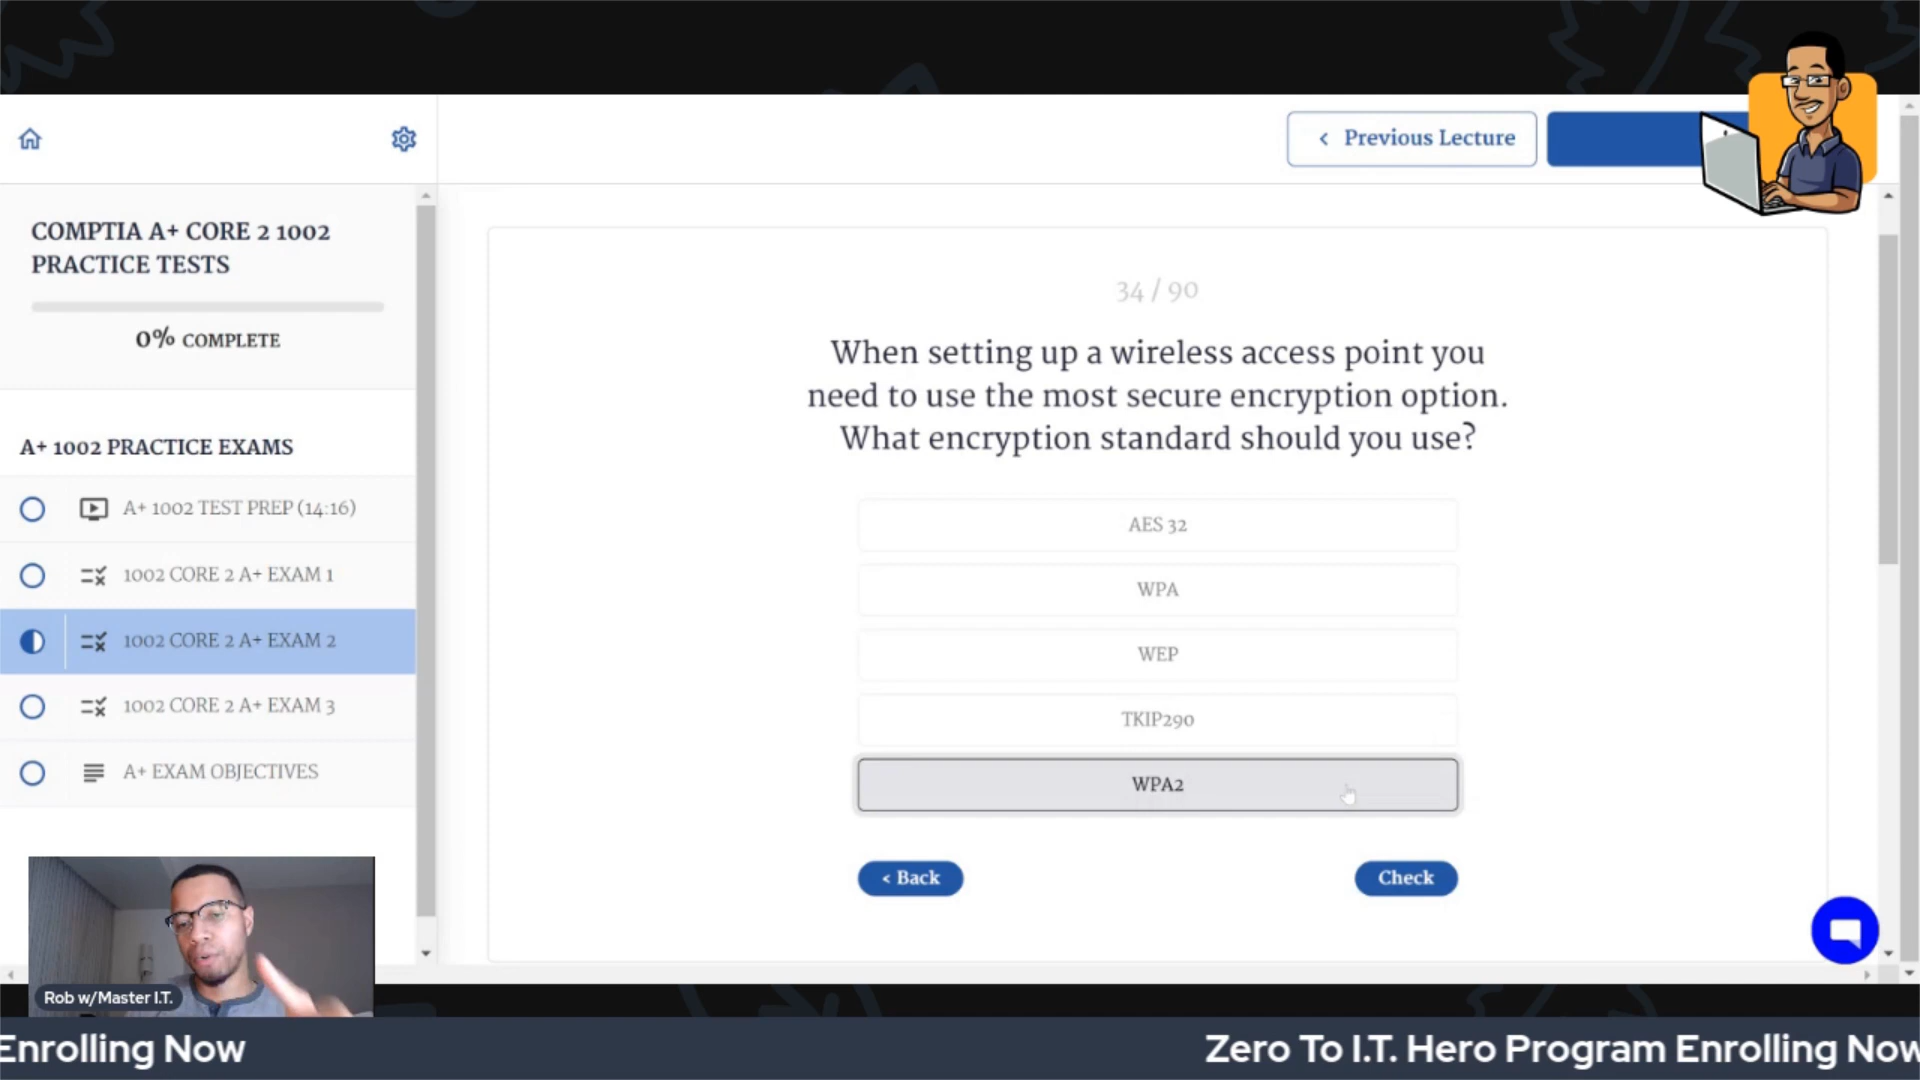 < Previous Lecture
COMPTIA A+ CORE 2 1002
PRACTICE TESTS
0% COMPLETE
A+ 1002 PRACTICE EXAMS
A+ 1002 TEST PREP (14:16)
1002 CORE 2 A+ EXAM 1
1002 CORE 2 A+ EXAM 2
1002 CORE 2 A+ EXAM 3
A+ EXAM OBJECTIVES
34 / 90
When setting up a wireless access point you
need to use the most secure encryption option.
What encryption standard should you use?
AES 32
WPA
WEP
TKIP290
WPA2
< Back
Check
Rob w/Master I.T.
Enrolling Now
Zero To I.T. Hero Program Enrolling Now